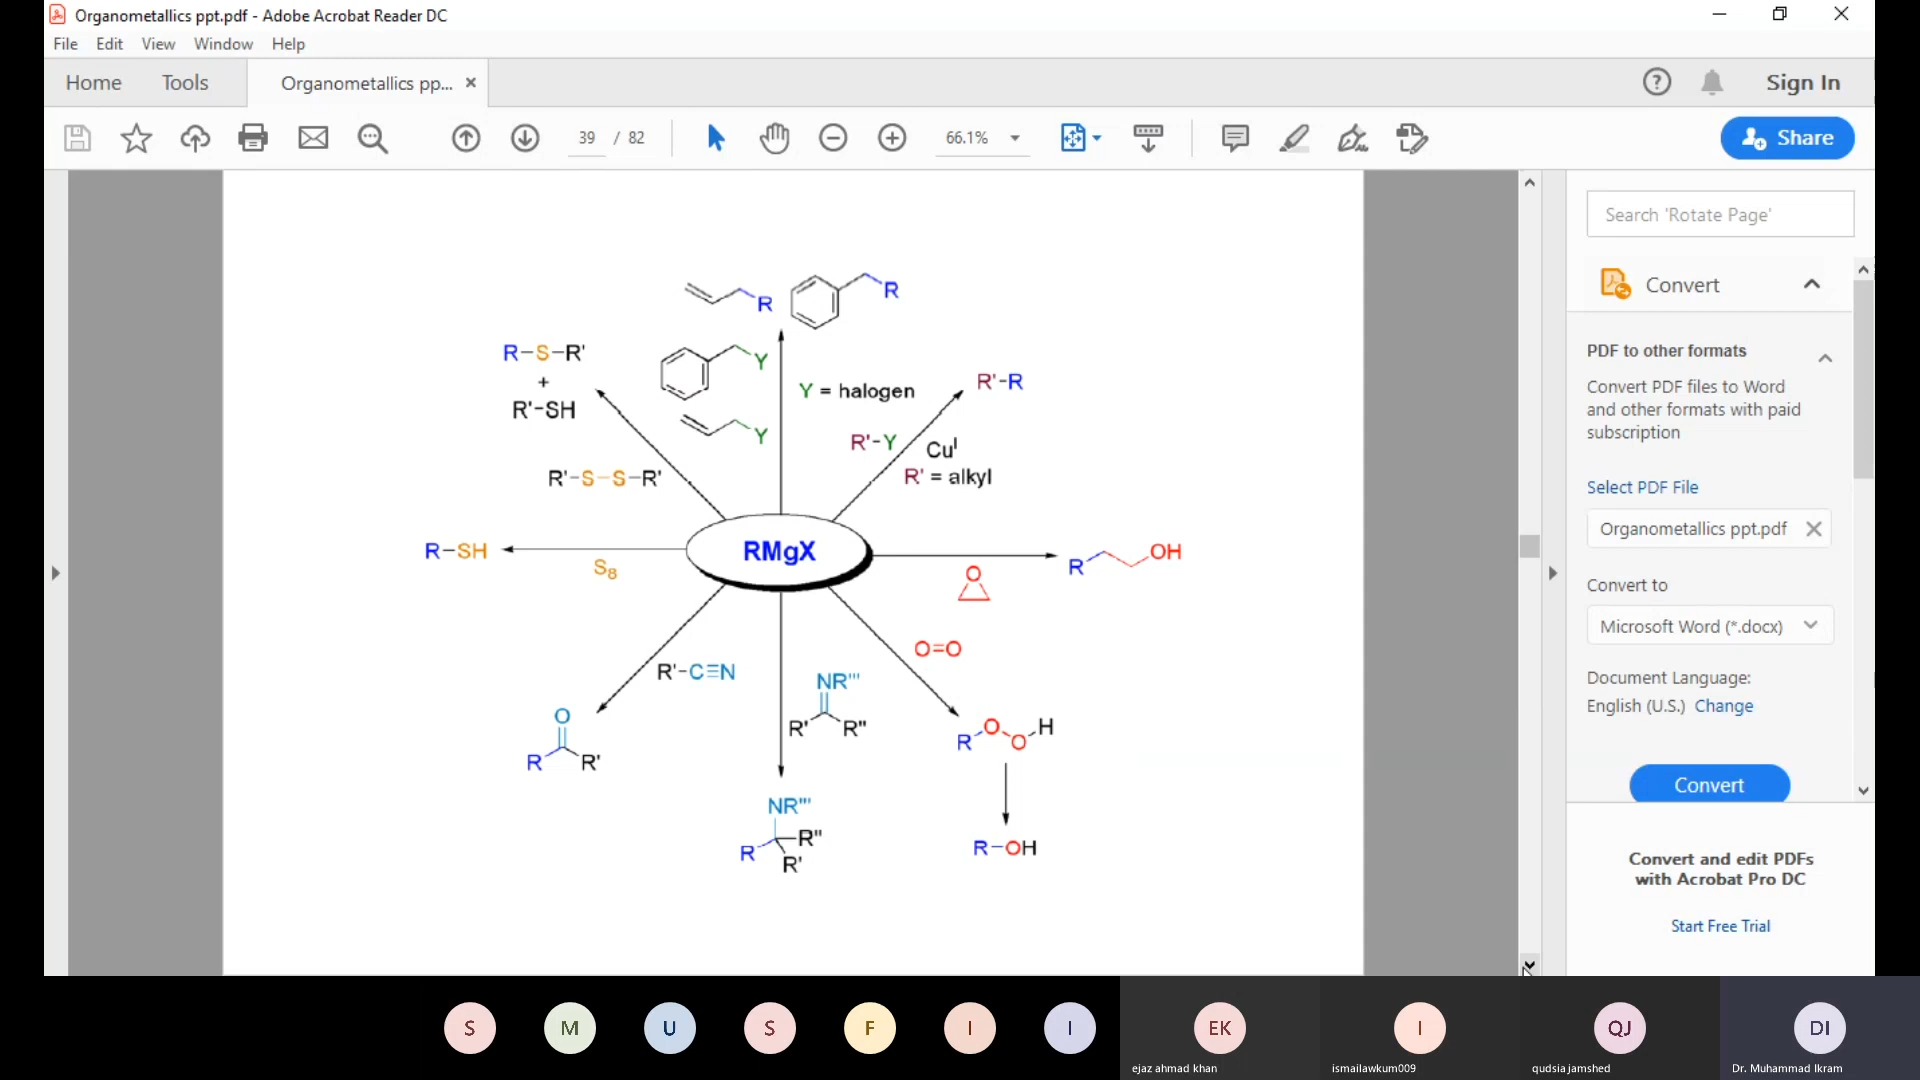 Organometallics ppt.pdf - Adobe Acrobat Reader DC
File Edit View Window Help
Home Tools Organometallics pp... × Sign In
39 / 82 66.1% Share
Search 'Rotate Page'
Convert
PDF to other formats
Convert PDF files to Word
and other formats with paid
subscription
Select PDF File
Organometallics ppt.pdf
Convert to
Microsoft Word (*.docx)
Document Language:
English (U.S.) Change
Convert
Convert and edit PDFs
with Acrobat Pro DC
Start Free Trial
R R
R-S-R'
+
R'-SH
Y
Y = halogen
Y
R'-R
R'-Y
Cuᴵ
R' = alkyl
R'-S-S-R'
R-SH
S₈
RMgX
O
R OH
O=O
R'-C≡N
NR'''
R' R''
O
R R'
R O O H
NR'''
R R''
R'
R-OH
S M U S F I I EK I QJ DI
ejaz ahmad khan ismailawkum009 qudsia jamshed Dr. Muhammad Ikram